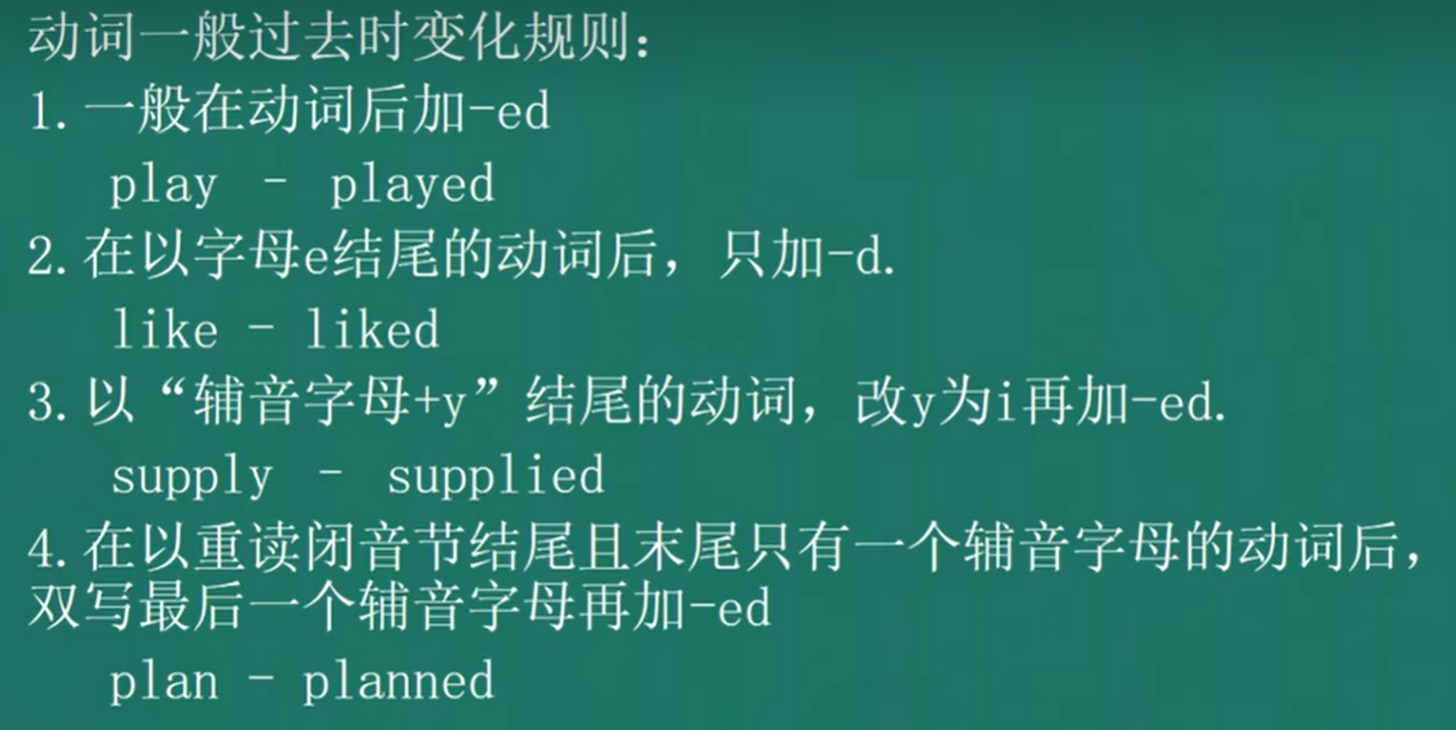 动词一般过去时变化规则：
1.一般在动词后加-ed
play - played
2.在以字母e结尾的动词后，只加-d.
like - liked
3.以“辅音字母+y”结尾的动词，改y为i再加-ed.
supply - supplied
4.在以重读闭音节结尾且末尾只有一个辅音字母的动词后，
双写最后一个辅音字母再加-ed
plan - planned